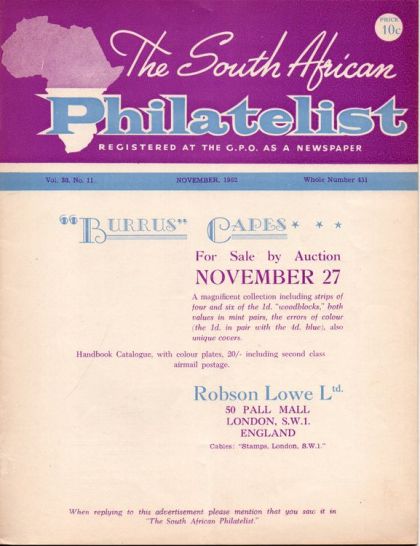 PRICE
10c
The South African
Philatelist
REGISTERED AT THE G.P.O. AS A NEWSPAPER
Vol. 38, No. 11. NOVEMBER, 1962 Whole Number 451
"BURRUS" CAPES* * *
For Sale by Auction
NOVEMBER 27
A magnificent collection including strips of
four and six of the 1d. "woodblocks," both
values in mint pairs, the errors of colour
(the 1d. in pair with the 4d. blue), also
unique covers.
Handbook Catalogue, with colour plates, 20/- including second class
airmail postage.
Robson Lowe Ltd.
50 PALL MALL
LONDON, S.W.1.
ENGLAND
Cables: "Stamps, London, S.W.1."
When replying to this advertisement please mention that you saw it in
"The South African Philatelist."